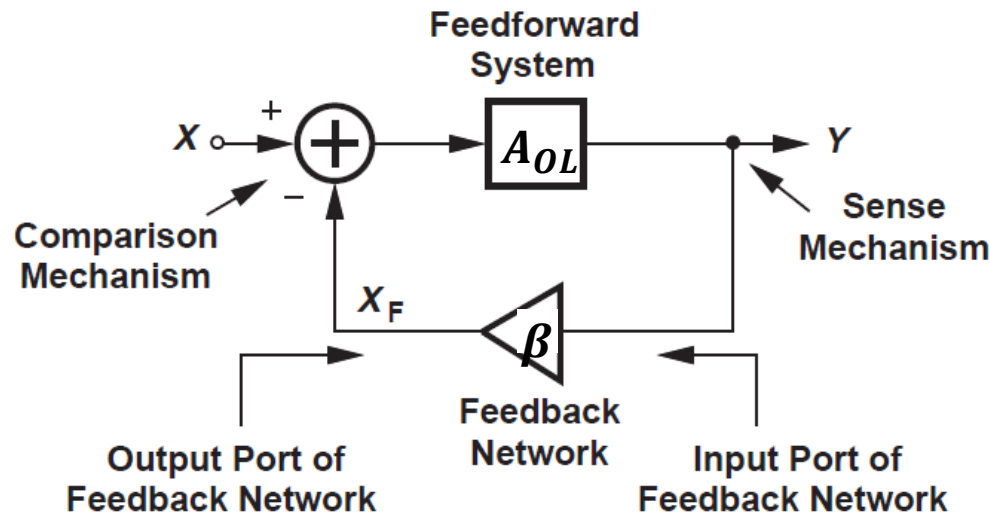 Feedforward
System
+
X
+
A_OL
Y
−
Comparison
Mechanism
Sense
Mechanism
X_F
β
Feedback
Network
Output Port of
Feedback Network
Input Port of
Feedback Network